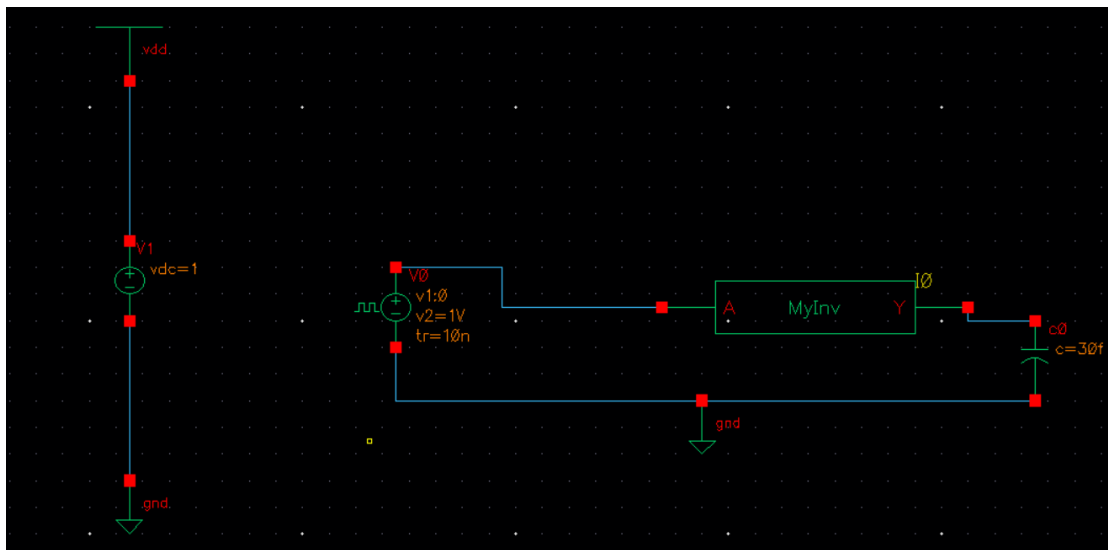 vdd
V1
vdc=1
gnd
V0
v1:0
v2=1V
tr=10n
I0
A MyInv Y
c0
c=30f
gnd